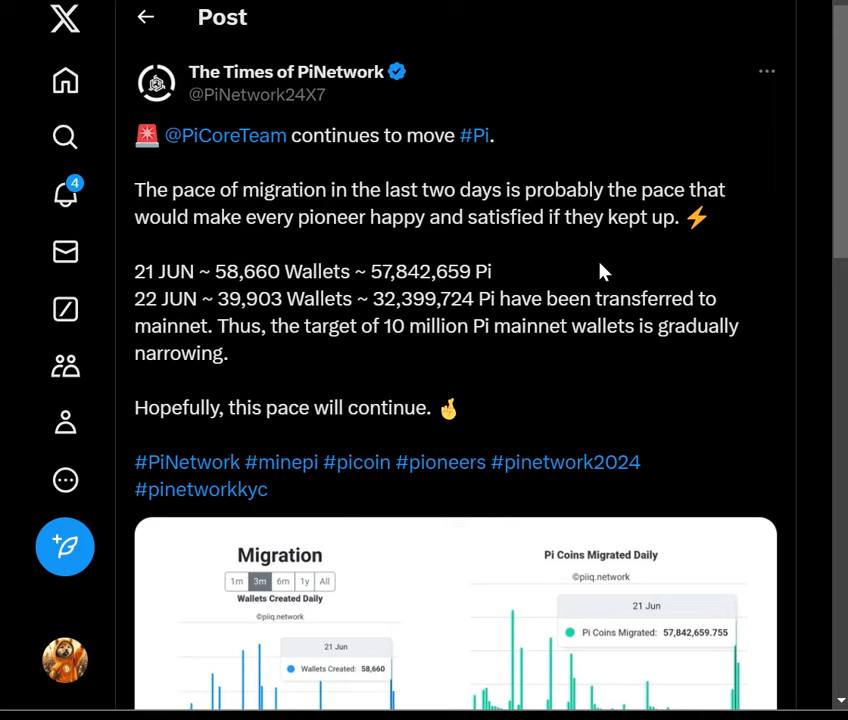 Post
The Times of PiNetwork
@PiNetwork24X7
@PiCoreTeam continues to move #Pi.
The pace of migration in the last two days is probably the pace that
would make every pioneer happy and satisfied if they kept up. ⚡
21 JUN ~ 58,660 Wallets ~ 57,842,659 Pi
22 JUN ~ 39,903 Wallets ~ 32,399,724 Pi have been transferred to
mainnet. Thus, the target of 10 million Pi mainnet wallets is gradually
narrowing.
Hopefully, this pace will continue. 🤞
#PiNetwork #minepi #picoin #pioneers #pinetwork2024
#pinetworkkyc
4
Migration
1m 3m 6m 1y All
Wallets Created Daily
©piiq.network
21 Jun
Wallets Created: 58,660
Pi Coins Migrated Daily
©piiq.network
21 Jun
Pi Coins Migrated: 57,842,659.755